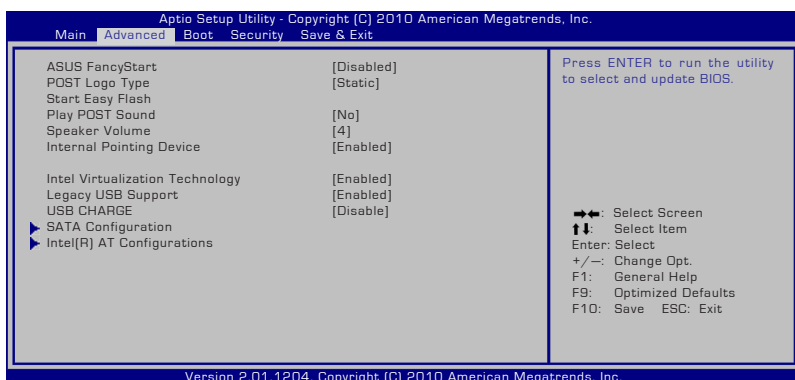 Aptio Setup Utility - Copyright (C) 2010 American Megatrends, Inc.
Main Advanced Boot Security Save & Exit
ASUS FancyStart [Disabled]
POST Logo Type [Static]
Start Easy Flash
Play POST Sound [No]
Speaker Volume [4]
Internal Pointing Device [Enabled]
Intel Virtualization Technology [Enabled]
Legacy USB Support [Enabled]
USB CHARGE [Disable]
SATA Configuration
Intel(R) AT Configurations
Press ENTER to run the utility
to select and update BIOS.
→←: Select Screen
↑↓: Select Item
Enter: Select
+/—: Change Opt.
F1: General Help
F9: Optimized Defaults
F10: Save ESC: Exit
Version 2.01.1204. Copyright (C) 2010 American Megatrends, Inc.